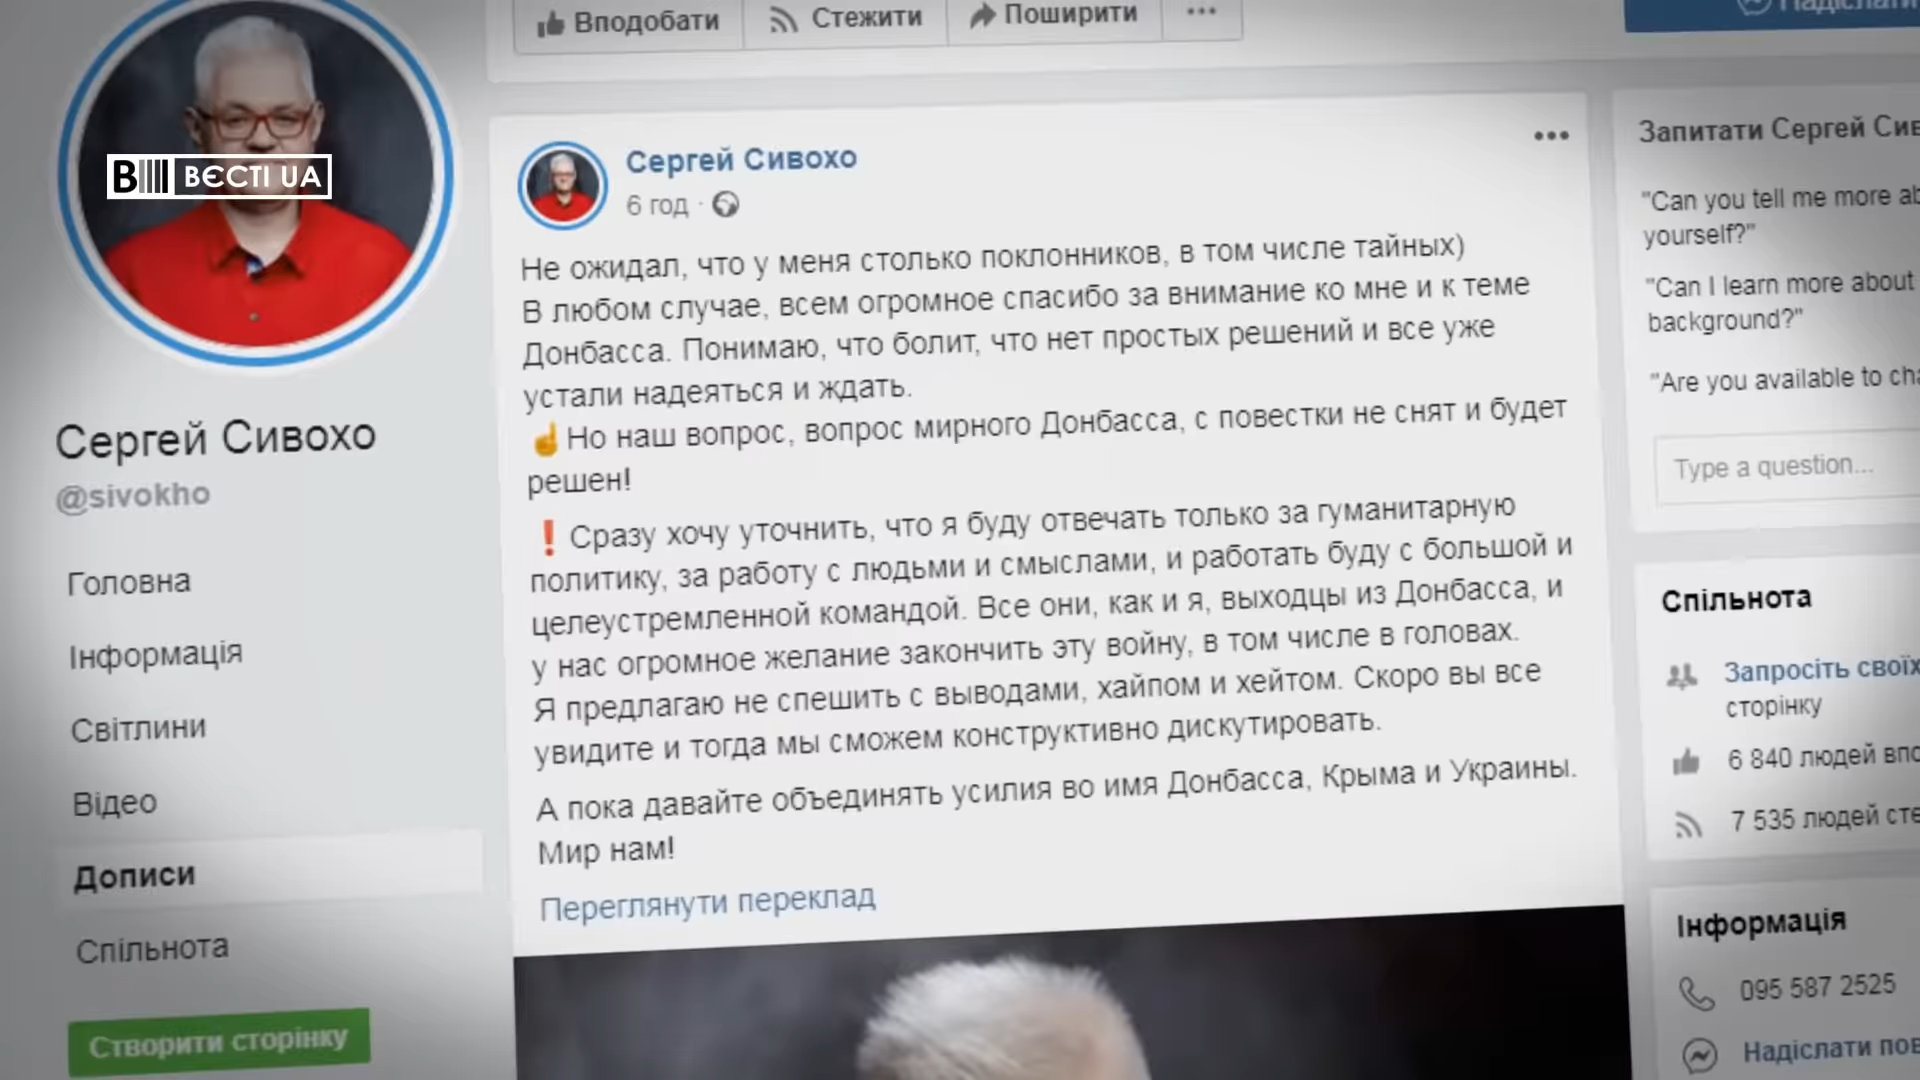 Вподобати
Стежити
Поширити
ВЄСТІ UA
Сергей Сивохо
@sivokho
Головна
Інформація
Світлини
Відео
Дописи
Спільнота
Створити сторінку
Сергей Сивохо
6 год
Не ожидал, что у меня столько поклонников, в том числе тайных)
В любом случае, всем огромное спасибо за внимание ко мне и к теме
Донбасса. Понимаю, что болит, что нет простых решений и все уже
устали надеяться и ждать.
☝Но наш вопрос, вопрос мирного Донбасса, с повестки не снят и будет
решен!
❗Сразу хочу уточнить, что я буду отвечать только за гуманитарную
политику, за работу с людьми и смыслами, и работать буду с большой и
целеустремленной командой. Все они, как и я, выходцы из Донбасса, и
у нас огромное желание закончить эту войну, в том числе в головах.
Я предлагаю не спешить с выводами, хайпом и хейтом. Скоро вы все
увидите и тогда мы сможем конструктивно дискутировать.
А пока давайте объединять усилия во имя Донбасса, Крыма и Украины.
Мир нам!
Переглянути переклад
Запитати Сергей
"Can you tell me more
yourself?"
"Can I learn more about
background?"
"Are you available to
Type a question...
Спільнота
Запросіть своїх
сторінку
6 840 людей
7 535 людей
Інформація
095 587 2525
Надіслати